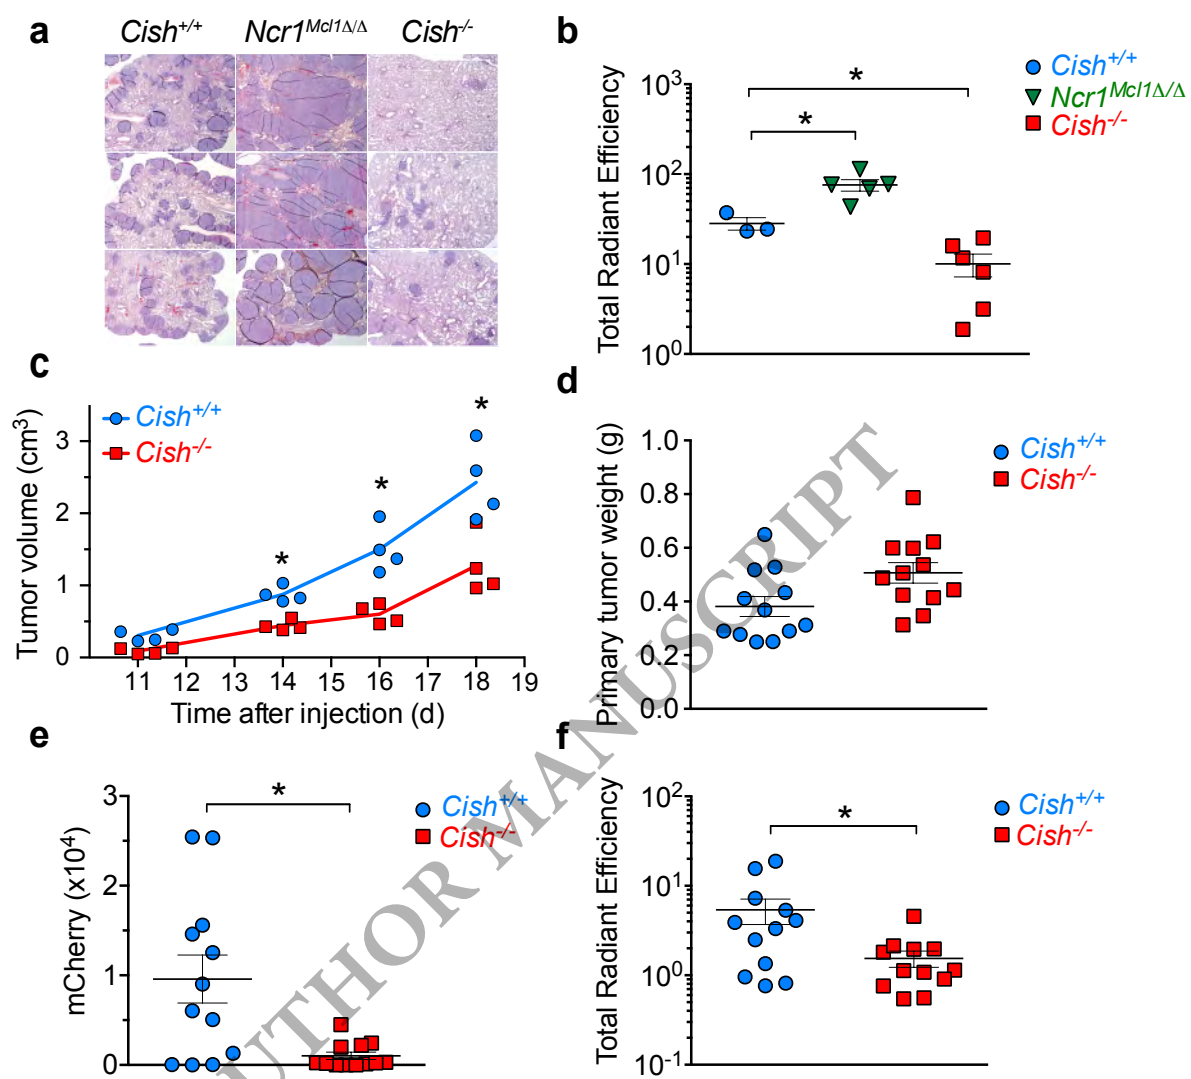 a
Cish+/+ Ncr1Mcl1Δ/Δ Cish-/-
b
Total Radiant Efficiency
103
102
101
100
*
*
Cish+/+
Ncr1Mcl1Δ/Δ
Cish-/-
c
Tumor volume (cm3)
3
2
1
0
Cish+/+
Cish-/-
*
*
*
11 12 13 14 15 16 17 18 19
Time after injection (d)
d
Primary tumor weight (g)
1.0
0.8
0.6
0.4
0.2
0.0
Cish+/+
Cish-/-
e
mCherry (x104)
3
2
1
0
*
Cish+/+
Cish-/-
f
Total Radiant Efficiency
102
101
100
10-1
*
Cish+/+
Cish-/-
UTHOR MANUSCRIPT